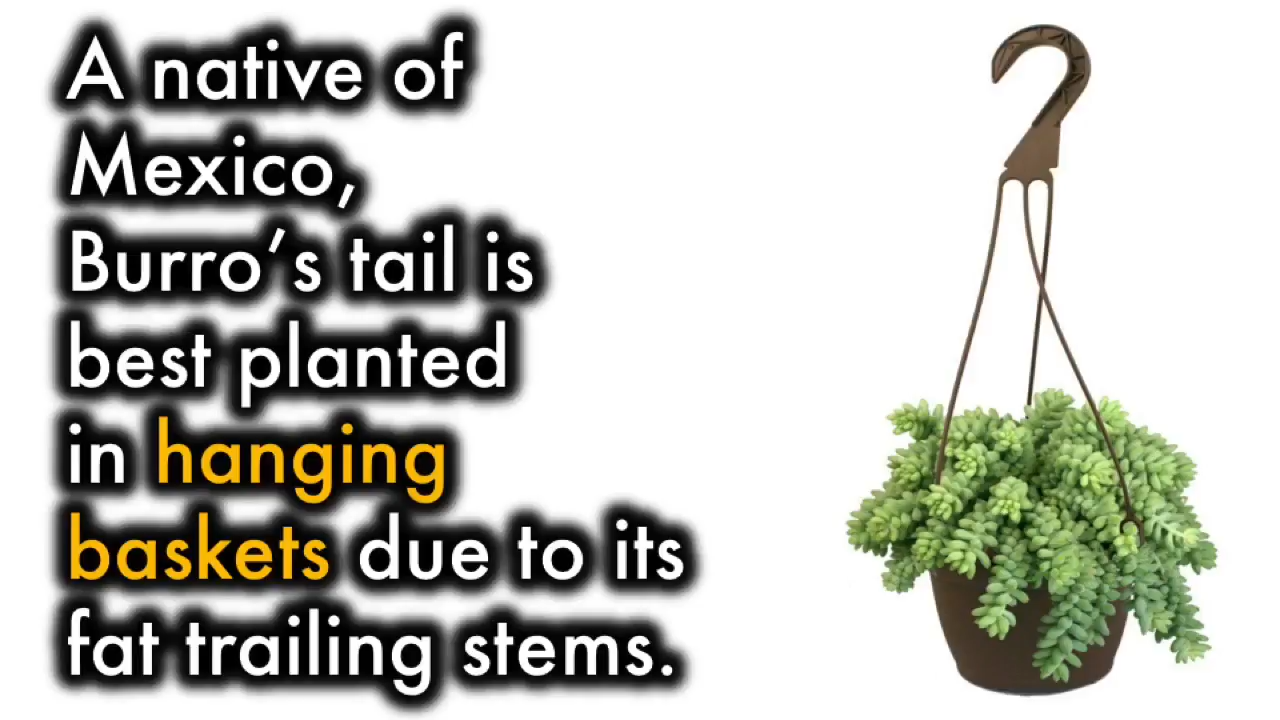 A native of
Mexico,
Burro’s tail is
best planted
in hanging
baskets due to its
fat trailing stems.